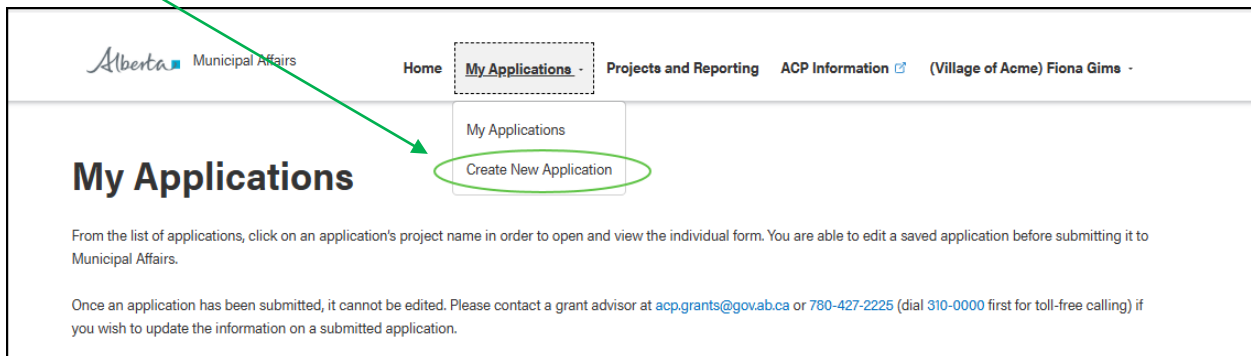 Alberta Municipal Affairs
Home My Applications - Projects and Reporting ACP Information (Village of Acme) Fiona Gims -
My Applications
Create New Application
My Applications
From the list of applications, click on an application's project name in order to open and view the individual form. You are able to edit a saved application before submitting it to
Municipal Affairs.
Once an application has been submitted, it cannot be edited. Please contact a grant advisor at acp.grants@gov.ab.ca or 780-427-2225 (dial 310-0000 first for toll-free calling) if
you wish to update the information on a submitted application.